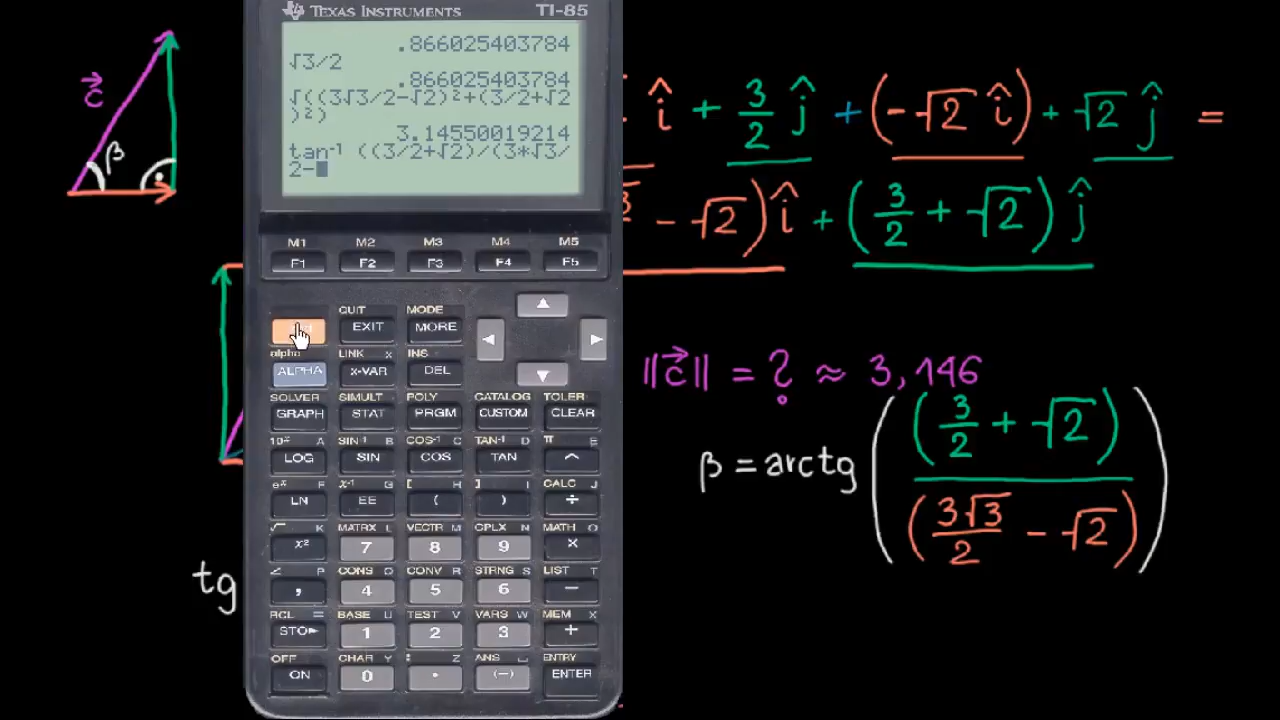 TEXAS INSTRUMENTS TI-85
.866025403784
√3/2
.866025403784
√((3√3/2-√2)²+(3/2+√2
)²)
3.14550019214
tan⁻¹ ((3/2+√2)/(3*√3/
2-
c⃗
β
î + 3/2 ĵ + (-√2 î) + √2 ĵ =
- √2) î + (3/2 + √2) ĵ
‖c⃗‖ = ? ≈ 3,146
β = arctg ( (3/2 + √2) / (3√3/2 - √2) )
tg
M1 M2 M3 M4 M5
F1 F2 F3 F4 F5
QUIT MODE
EXIT MORE
alpha LINK x INS
ALPHA x-VAR DEL
SOLVER SIMULT POLY CATALOG TOLER
GRAPH STAT PRGM CUSTOM CLEAR
10ˣ A SIN⁻¹ B COS⁻¹ C TAN⁻¹ D π E
LOG SIN COS TAN ^
eˣ F x⁻¹ G [ H ] I CALC J
LN EE ( ) ÷
√ K MATRX L VECTR M CPLX N MATH O
x² 7 8 9 ×
∠ P CONS Q CONV R STRNG S LIST T
, 4 5 6 −
RCL = BASE U TEST V VARS W MEM X
STO▶ 1 2 3 +
OFF CHAR Y : Z ANS ␣ ENTRY
ON 0 . (−) ENTER